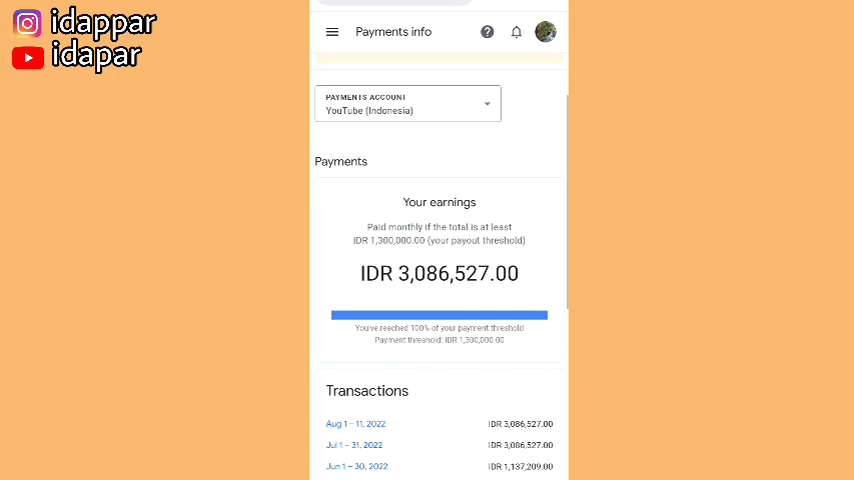 idappar
idapar
Payments info
PAYMENTS ACCOUNT
YouTube (Indonesia)
Payments
Your earnings
Paid monthly if the total is at least
IDR 1,300,000.00 (your payout threshold)
IDR 3,086,527.00
You've reached 100% of your payment threshold
Payment threshold: IDR 1,300,000.00
Transactions
Aug 1 – 11, 2022 IDR 3,086,527.00
Jul 1 – 31, 2022 IDR 3,086,527.00
Jun 1 – 30, 2022 IDR 1,137,209.00